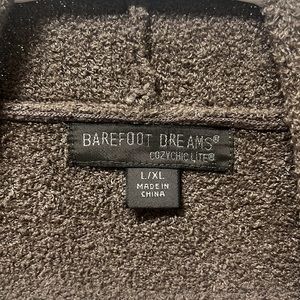 BAREFOOT DREAMS®
COZYCHIC LITE®
L/XL
MADE IN
CHINA